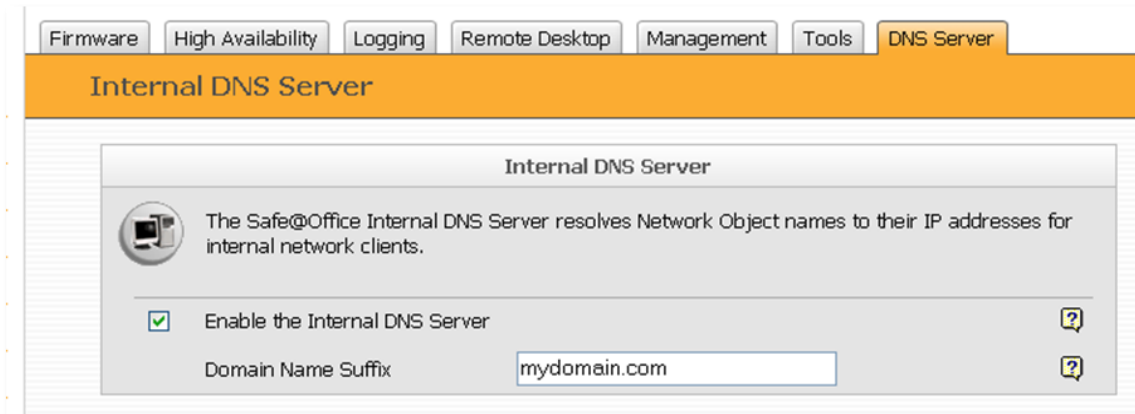 Firmware High Availability Logging Remote Desktop Management Tools DNS Server
Internal DNS Server
Internal DNS Server
The Safe@Office Internal DNS Server resolves Network Object names to their IP addresses for
internal network clients.
Enable the Internal DNS Server ?
Domain Name Suffix mydomain.com ?